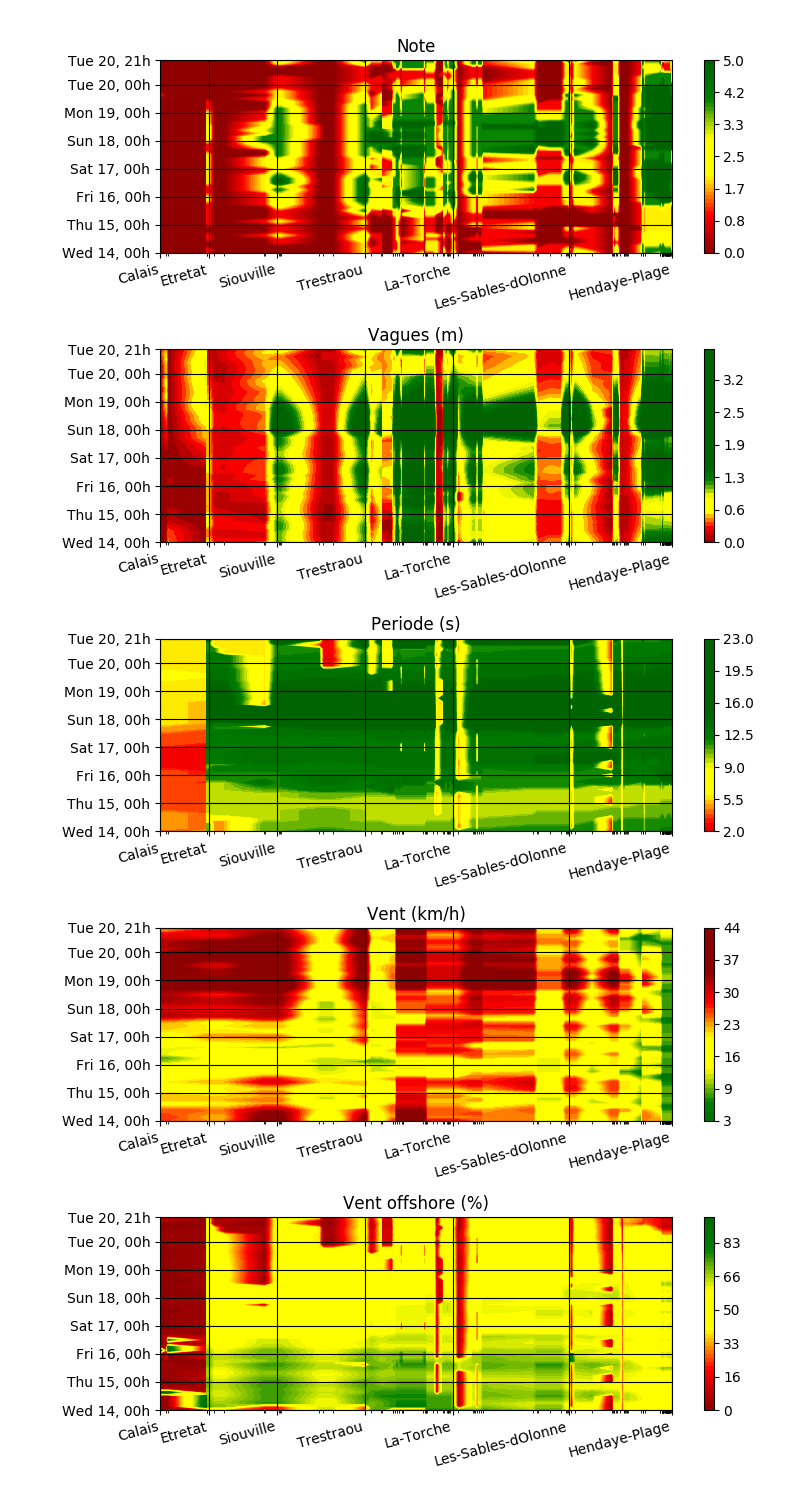 Note
Tue 20, 21h
Tue 20, 00h
Mon 19, 00h
Sun 18, 00h
Sat 17, 00h
Fri 16, 00h
Thu 15, 00h
Wed 14, 00h
Calais
Etretat
Siouville
Trestraou
La-Torche
Les-Sables-dOlonne
Hendaye-Plage
5.0
4.2
3.3
2.5
1.7
0.8
0.0
Vagues (m)
Tue 20, 21h
Tue 20, 00h
Mon 19, 00h
Sun 18, 00h
Sat 17, 00h
Fri 16, 00h
Thu 15, 00h
Wed 14, 00h
Calais
Etretat
Siouville
Trestraou
La-Torche
Les-Sables-dOlonne
Hendaye-Plage
3.2
2.5
1.9
1.3
0.6
0.0
Periode (s)
Tue 20, 21h
Tue 20, 00h
Mon 19, 00h
Sun 18, 00h
Sat 17, 00h
Fri 16, 00h
Thu 15, 00h
Wed 14, 00h
Calais
Etretat
Siouville
Trestraou
La-Torche
Les-Sables-dOlonne
Hendaye-Plage
23.0
19.5
16.0
12.5
9.0
5.5
2.0
Vent (km/h)
Tue 20, 21h
Tue 20, 00h
Mon 19, 00h
Sun 18, 00h
Sat 17, 00h
Fri 16, 00h
Thu 15, 00h
Wed 14, 00h
Calais
Etretat
Siouville
Trestraou
La-Torche
Les-Sables-dOlonne
Hendaye-Plage
44
37
30
23
16
9
3
Vent offshore (%)
Tue 20, 21h
Tue 20, 00h
Mon 19, 00h
Sun 18, 00h
Sat 17, 00h
Fri 16, 00h
Thu 15, 00h
Wed 14, 00h
Calais
Etretat
Siouville
Trestraou
La-Torche
Les-Sables-dOlonne
Hendaye-Plage
83
66
50
33
16
0